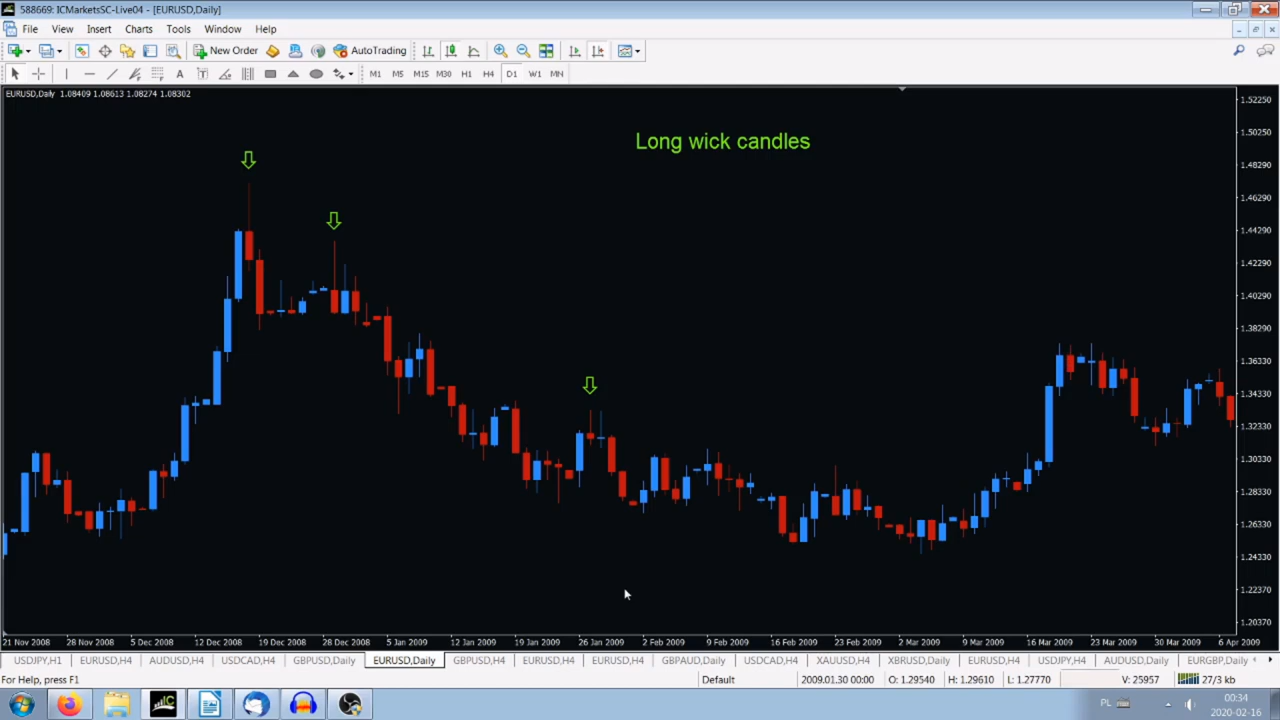 588669: ICMarketsSC-Live04 - [EURUSD,Daily]
File View Insert Charts Tools Window Help
New Order AutoTrading
M1 M5 M15 M30 H1 H4 D1 W1 MN
EURUSD,Daily 1.08409 1.08613 1.08274 1.08302
Long wick candles
1.52250
1.50250
1.48290
1.46290
1.44290
1.42290
1.40290
1.38290
1.36330
1.34330
1.32330
1.30330
1.28330
1.26330
1.24330
1.22370
1.20370
21 Nov 2008 28 Nov 2008 5 Dec 2008 12 Dec 2008 19 Dec 2008 28 Dec 2008 5 Jan 2009 12 Jan 2009 19 Jan 2009 26 Jan 2009 2 Feb 2009 9 Feb 2009 16 Feb 2009 23 Feb 2009 2 Mar 2009 9 Mar 2009 16 Mar 2009 23 Mar 2009 30 Mar 2009 6 Apr 2009
USDJPY,H1 EURUSD,H4 AUDUSD,H4 USDCAD,H4 GBPUSD,Daily EURUSD,Daily GBPUSD,H4 EURUSD,H4 EURUSD,H4 GBPAUD,Daily USDCAD,H4 XAUUSD,H4 XBRUSD,Daily EURUSD,H4 USDJPY,H4 AUDUSD,Daily EURGBP,Daily
For Help, press F1 Default 2009.01.30 00:00 O: 1.29540 H: 1.29610 L: 1.27770 V: 25957 27/3 kb
PL 00:34
2020-02-16